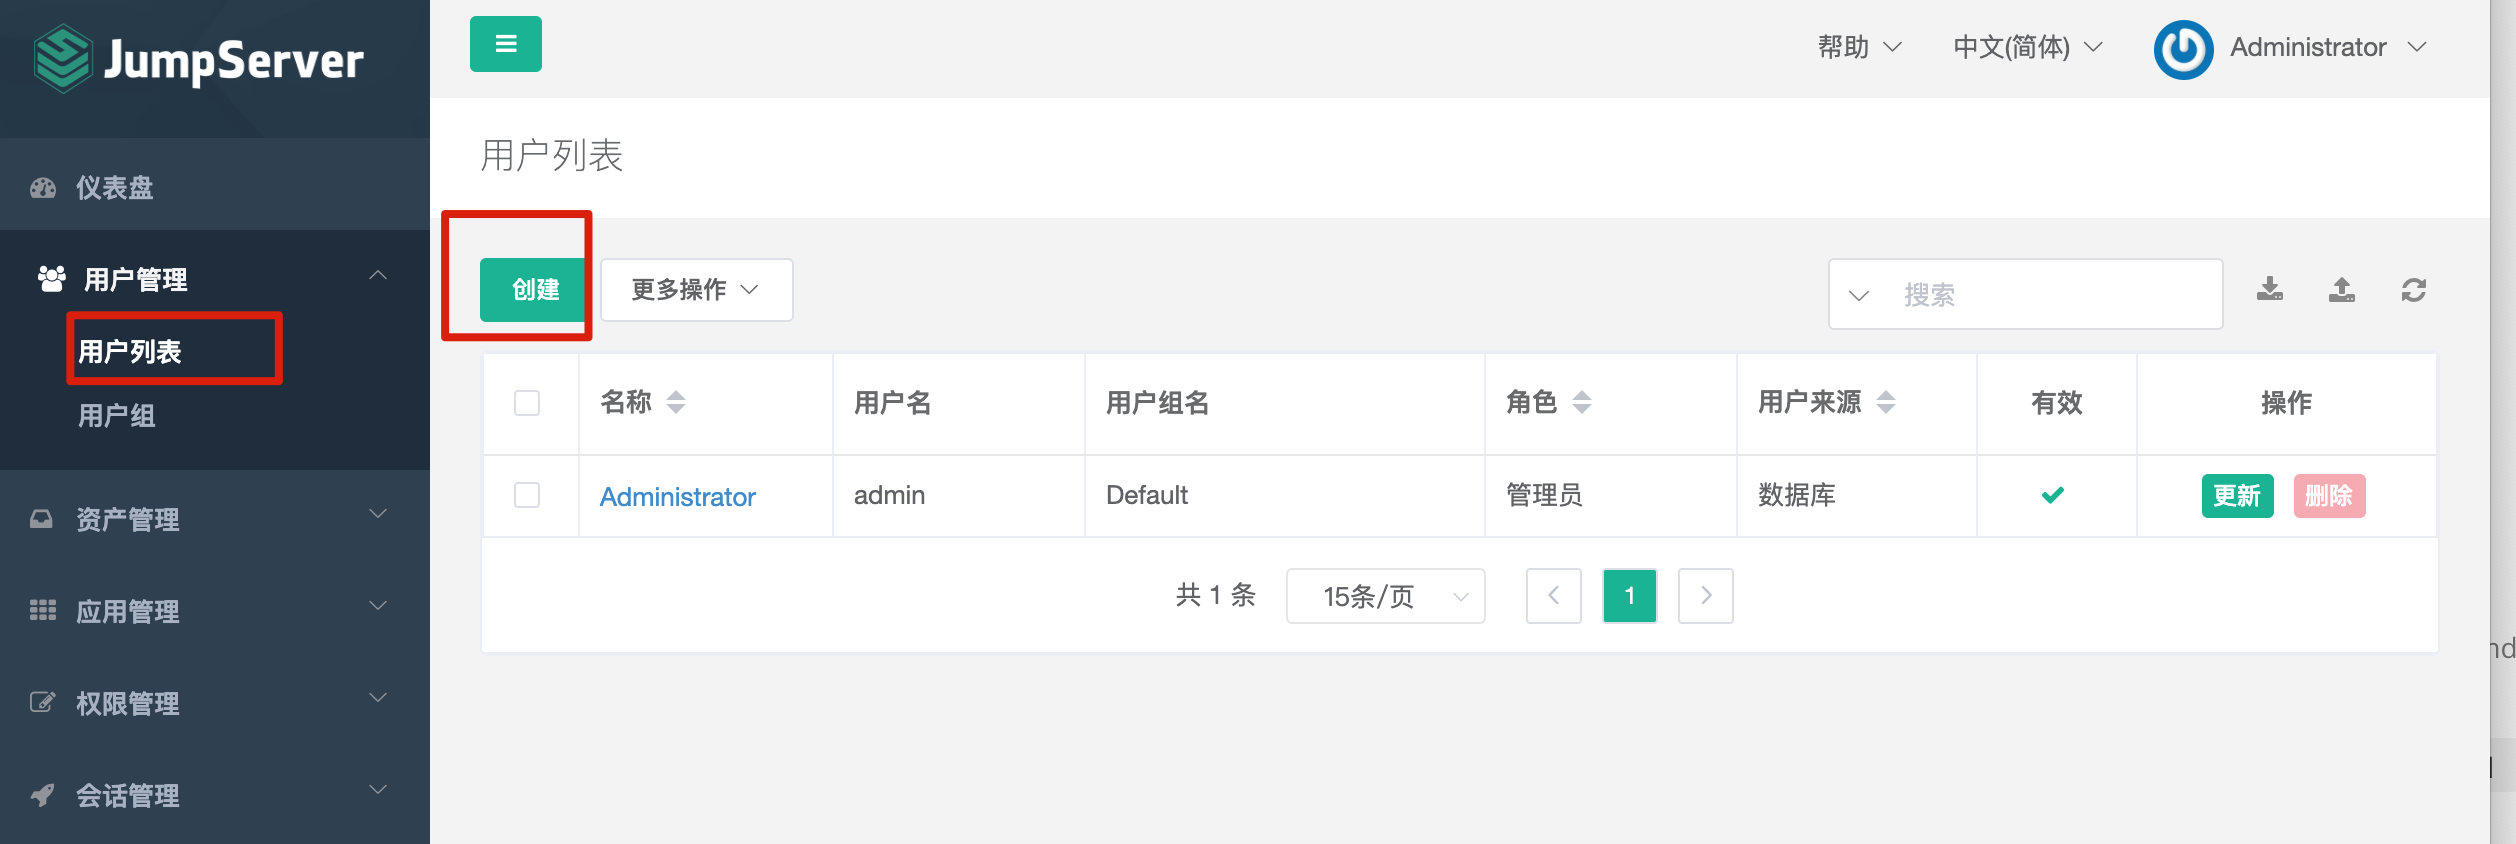 JumpServer
帮助
中文(简体)
Administrator
仪表盘
用户管理
用户列表
用户组
资产管理
应用管理
权限管理
会话管理
用户列表
创建
更多操作
搜索
名称 用户名 用户组名 角色 用户来源 有效 操作
Administrator admin Default 管理员 数据库 更新 删除
共 1 条 15条/页 1